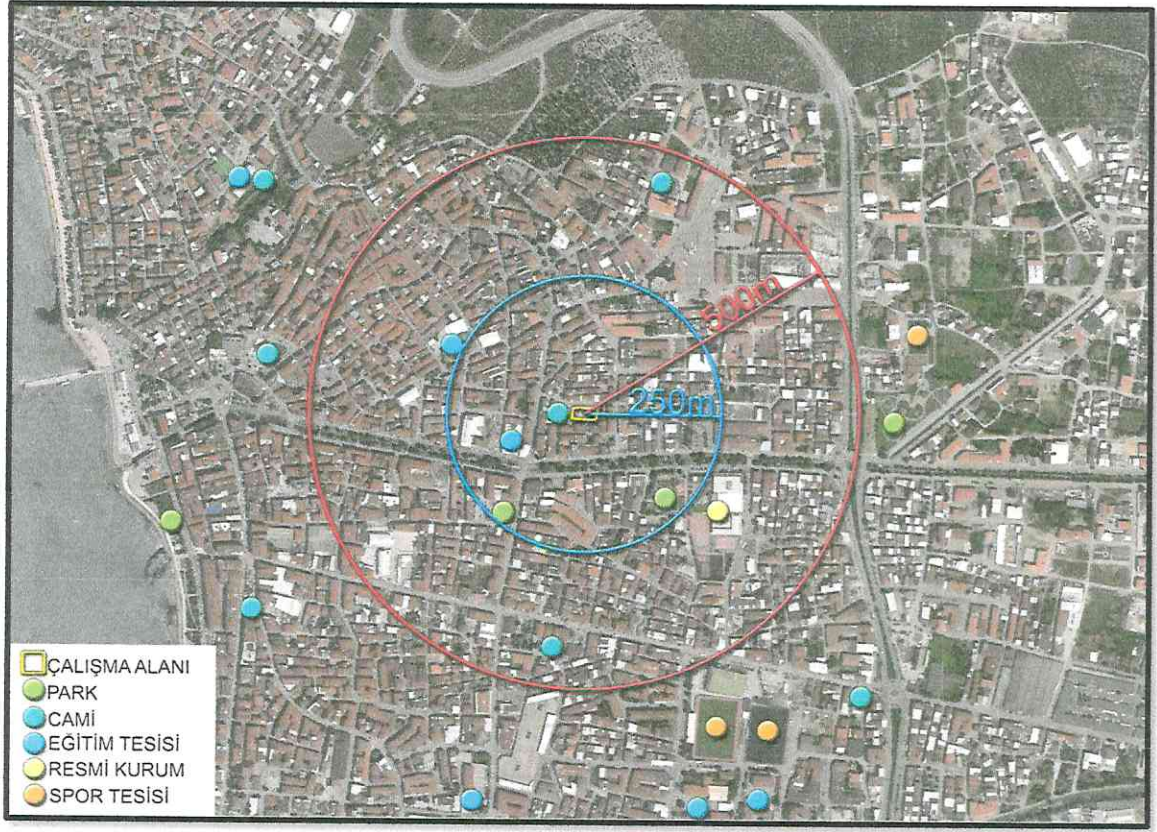 500m
250m
ÇALIŞMA ALANI
PARK
CAMİ
EĞİTİM TESİSİ
RESMİ KURUM
SPOR TESİSİ